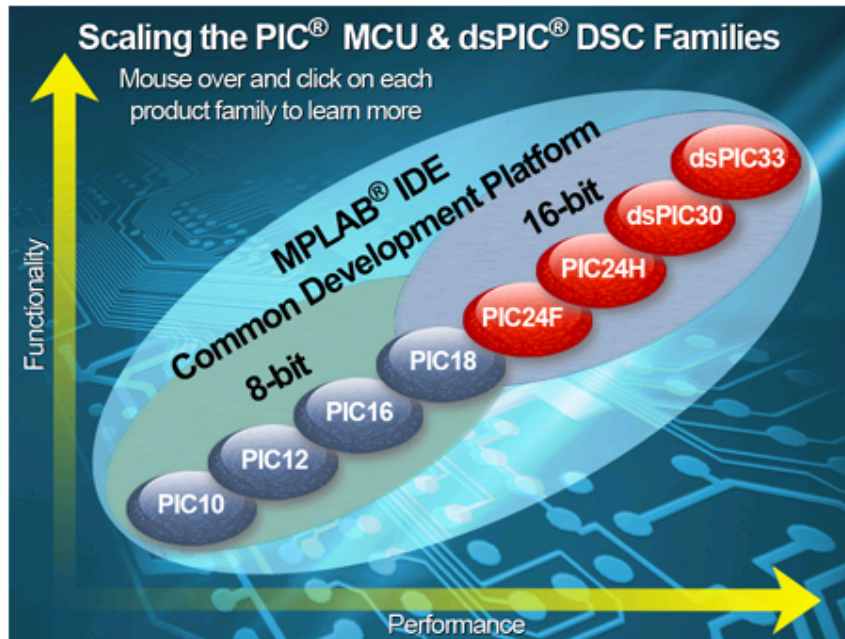 Scaling the PIC® MCU & dsPIC® DSC Families
Mouse over and click on each
product family to learn more
Functionality
MPLAB® IDE
Common Development Platform
16-bit
8-bit
dsPIC33
dsPIC30
PIC24H
PIC24F
PIC18
PIC16
PIC12
PIC10
Performance